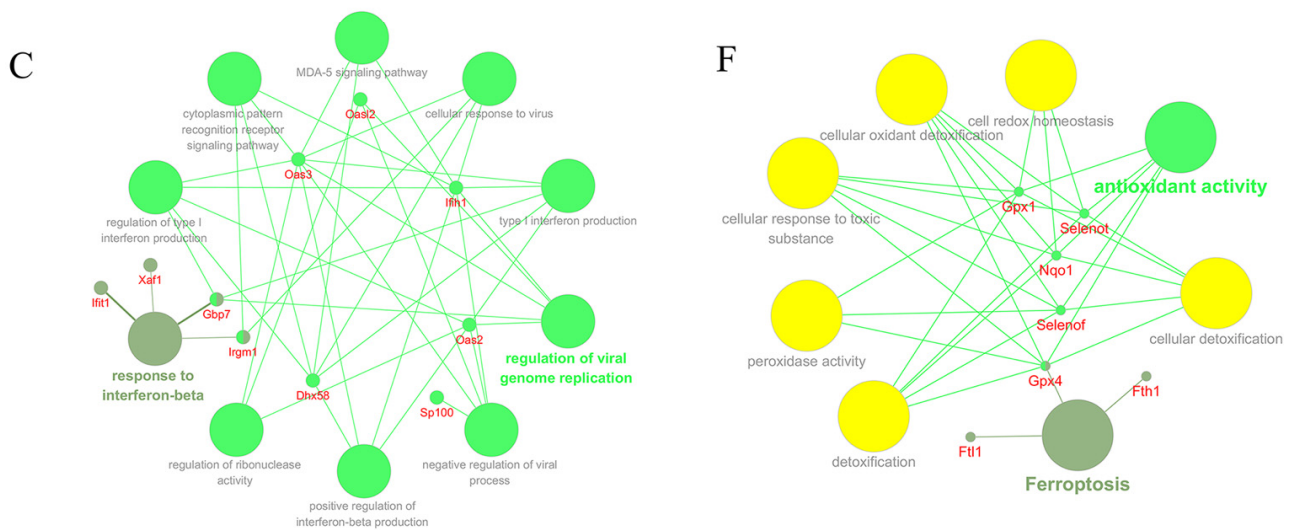 C
MDA-5 signaling pathway
cytoplasmic pattern
recognition receptor
signaling pathway
Oasl2
cellular response to virus
Oas3
Ifih1
regulation of type I
interferon production
type I interferon production
Xaf1
Ifit1
Gbp7
Irgm1
Oas2
response to
interferon-beta
regulation of viral
genome replication
Dhx58
Sp100
regulation of ribonuclease
activity
negative regulation of viral
process
positive regulation of
interferon-beta production
F
cellular oxidant detoxification
cell redox homeostasis
antioxidant activity
cellular response to toxic
substance
Gpx1
Selenot
Nqo1
Selenof
peroxidase activity
cellular detoxification
Gpx4
Fth1
detoxification
Ftl1
Ferroptosis